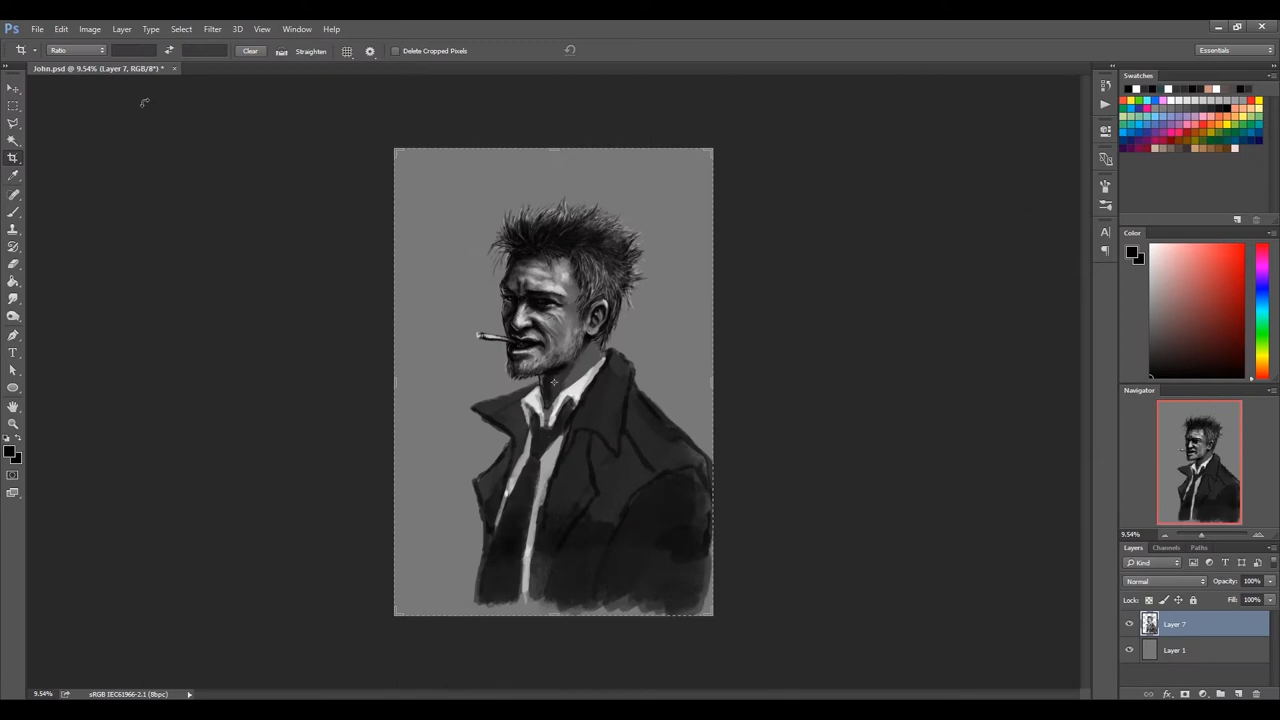 Ps File Edit Image Layer Type Select Filter 3D View Window Help
Ratio Clear Straighten Delete Cropped Pixels Essentials
John.psd @ 9.54% (Layer 7, RGB/8*) *
Swatches
Color
Navigator
9.54%
Layers Channels Paths
Kind
Normal Opacity: 100%
Lock: Fill: 100%
Layer 7
Layer 1
9.54% sRGB IEC61966-2.1 (8bpc)